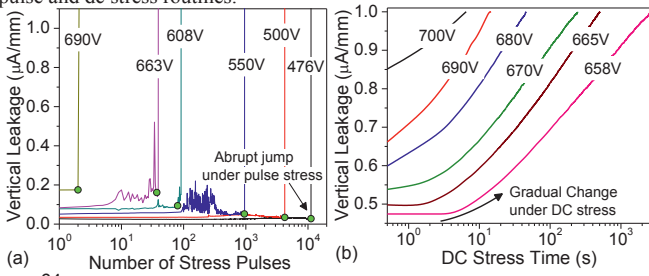 pulse and dc stress routines.
Vertical Leakage (μA/mm)
1.0
0.8
0.6
0.4
0.2
0.0
690V
663V
608V
550V
500V
476V
Abrupt jump
under pulse stress
10⁰ 10¹ 10² 10³ 10⁴
(a) Number of Stress Pulses
Vertical Leakage (μA/mm)
1.0
0.9
0.8
0.7
0.6
0.5
700V
690V
680V
670V
665V
658V
Gradual Change
under DC stress
10⁰ 10¹ 10² 10³
(b) DC Stress Time (s)